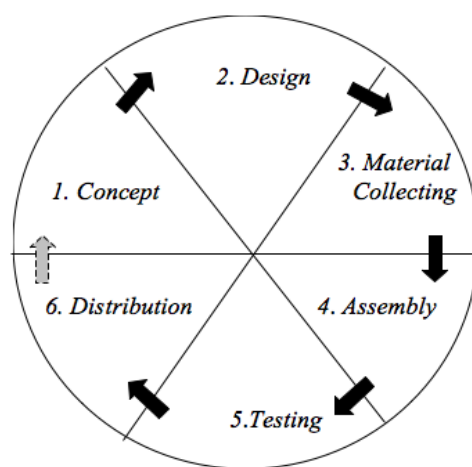 2. Design
3. Material
Collecting
1. Concept
6. Distribution
4. Assembly
5.Testing